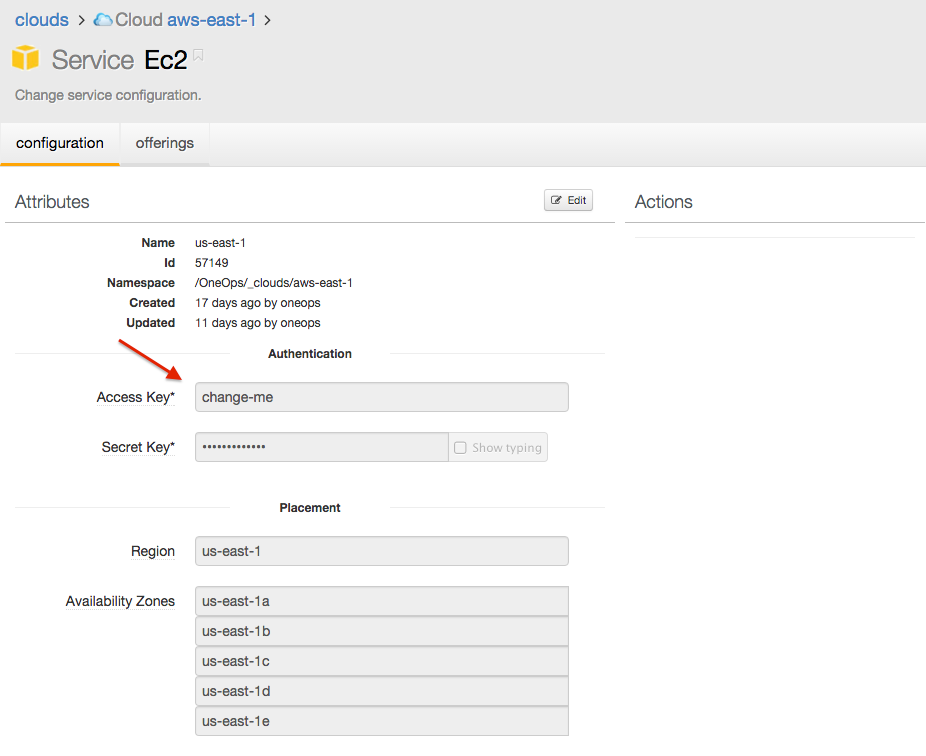 clouds > Cloud aws-east-1 >
Service Ec2
Change service configuration.
configuration offerings
Attributes
Edit
Actions
Name us-east-1
Id 57149
Namespace /OneOps/_clouds/aws-east-1
Created 17 days ago by oneops
Updated 11 days ago by oneops
Authentication
Access Key* change-me
Secret Key* ••••••••••••• Show typing
Placement
Region us-east-1
Availability Zones us-east-1a
us-east-1b
us-east-1c
us-east-1d
us-east-1e